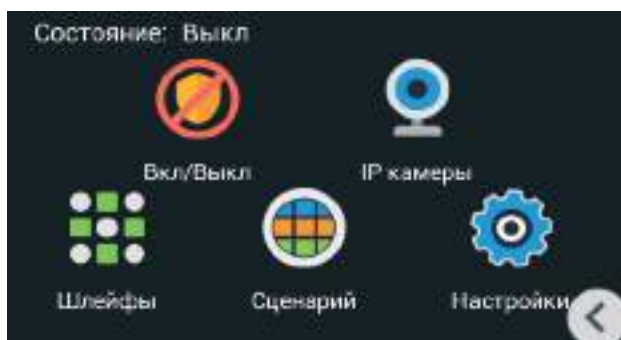 Состояние: Выкл
Вкл/Выкл
IP камеры
Шлейфы
Сценарий
Настройки